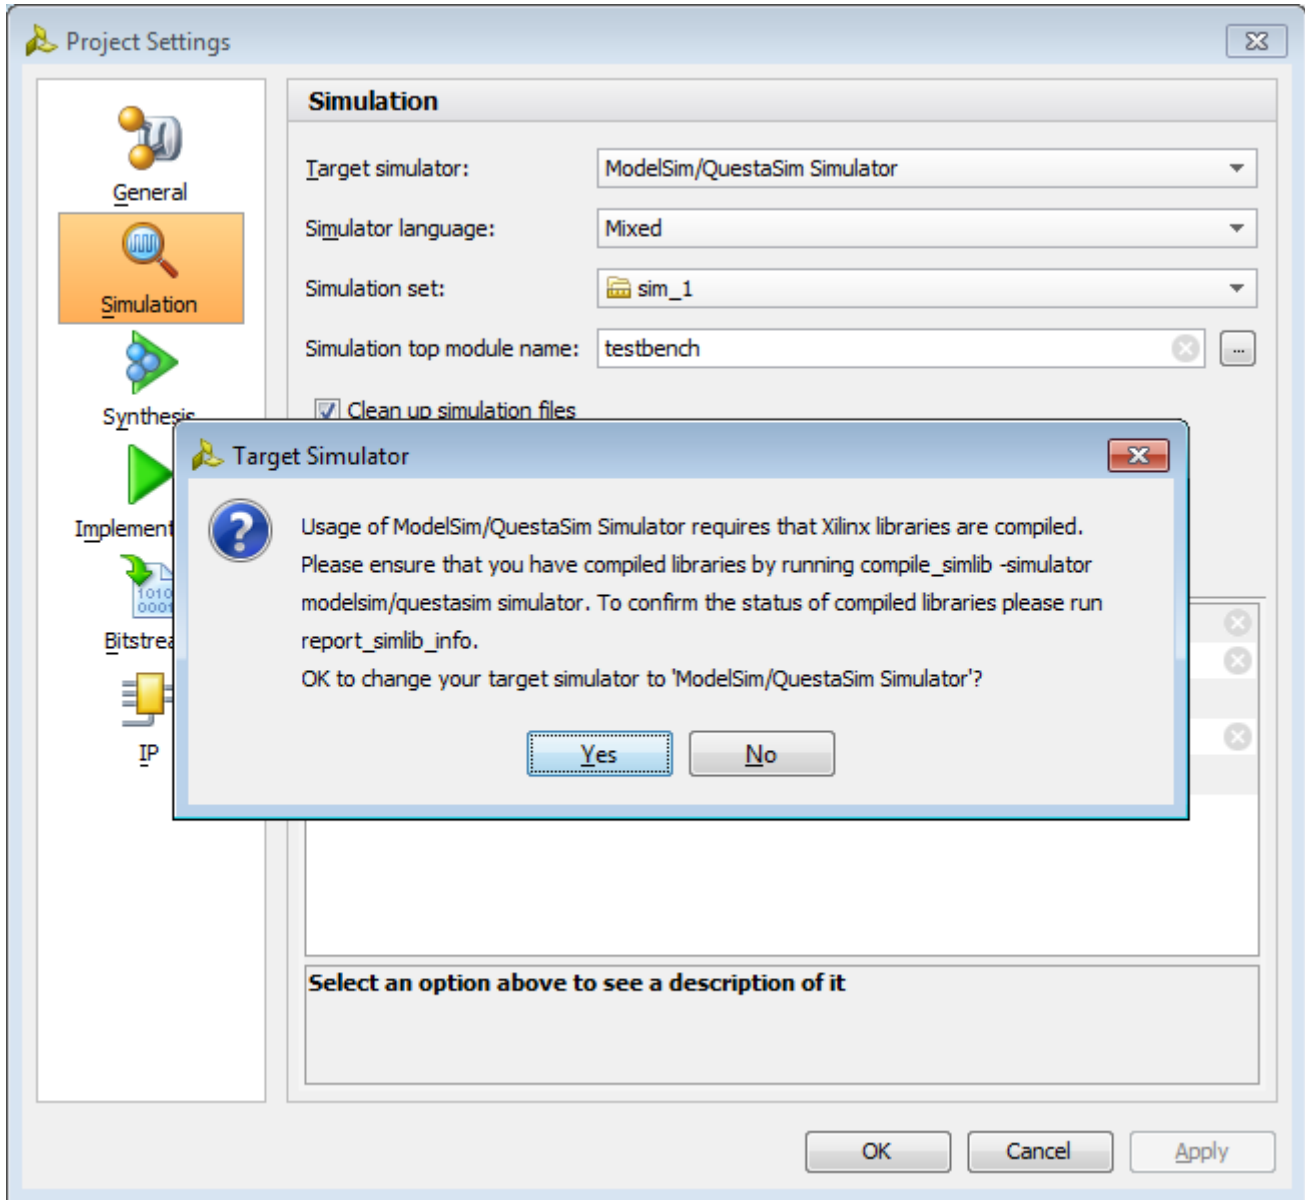 Project Settings
General
Simulation
Synthesis
Bitstrea
IP
Simulation
Target simulator: ModelSim/QuestaSim Simulator
Simulator language: Mixed
Simulation set: sim_1
Simulation top module name: testbench ...
Clean up simulation files
Implement
Target Simulator
Usage of ModelSim/QuestaSim Simulator requires that Xilinx libraries are compiled.
Please ensure that you have compiled libraries by running compile_simlib -simulator
modelsim/questasim simulator. To confirm the status of compiled libraries please run
report_simlib_info.
OK to change your target simulator to 'ModelSim/QuestaSim Simulator'?
Yes No
Select an option above to see a description of it
OK Cancel Apply